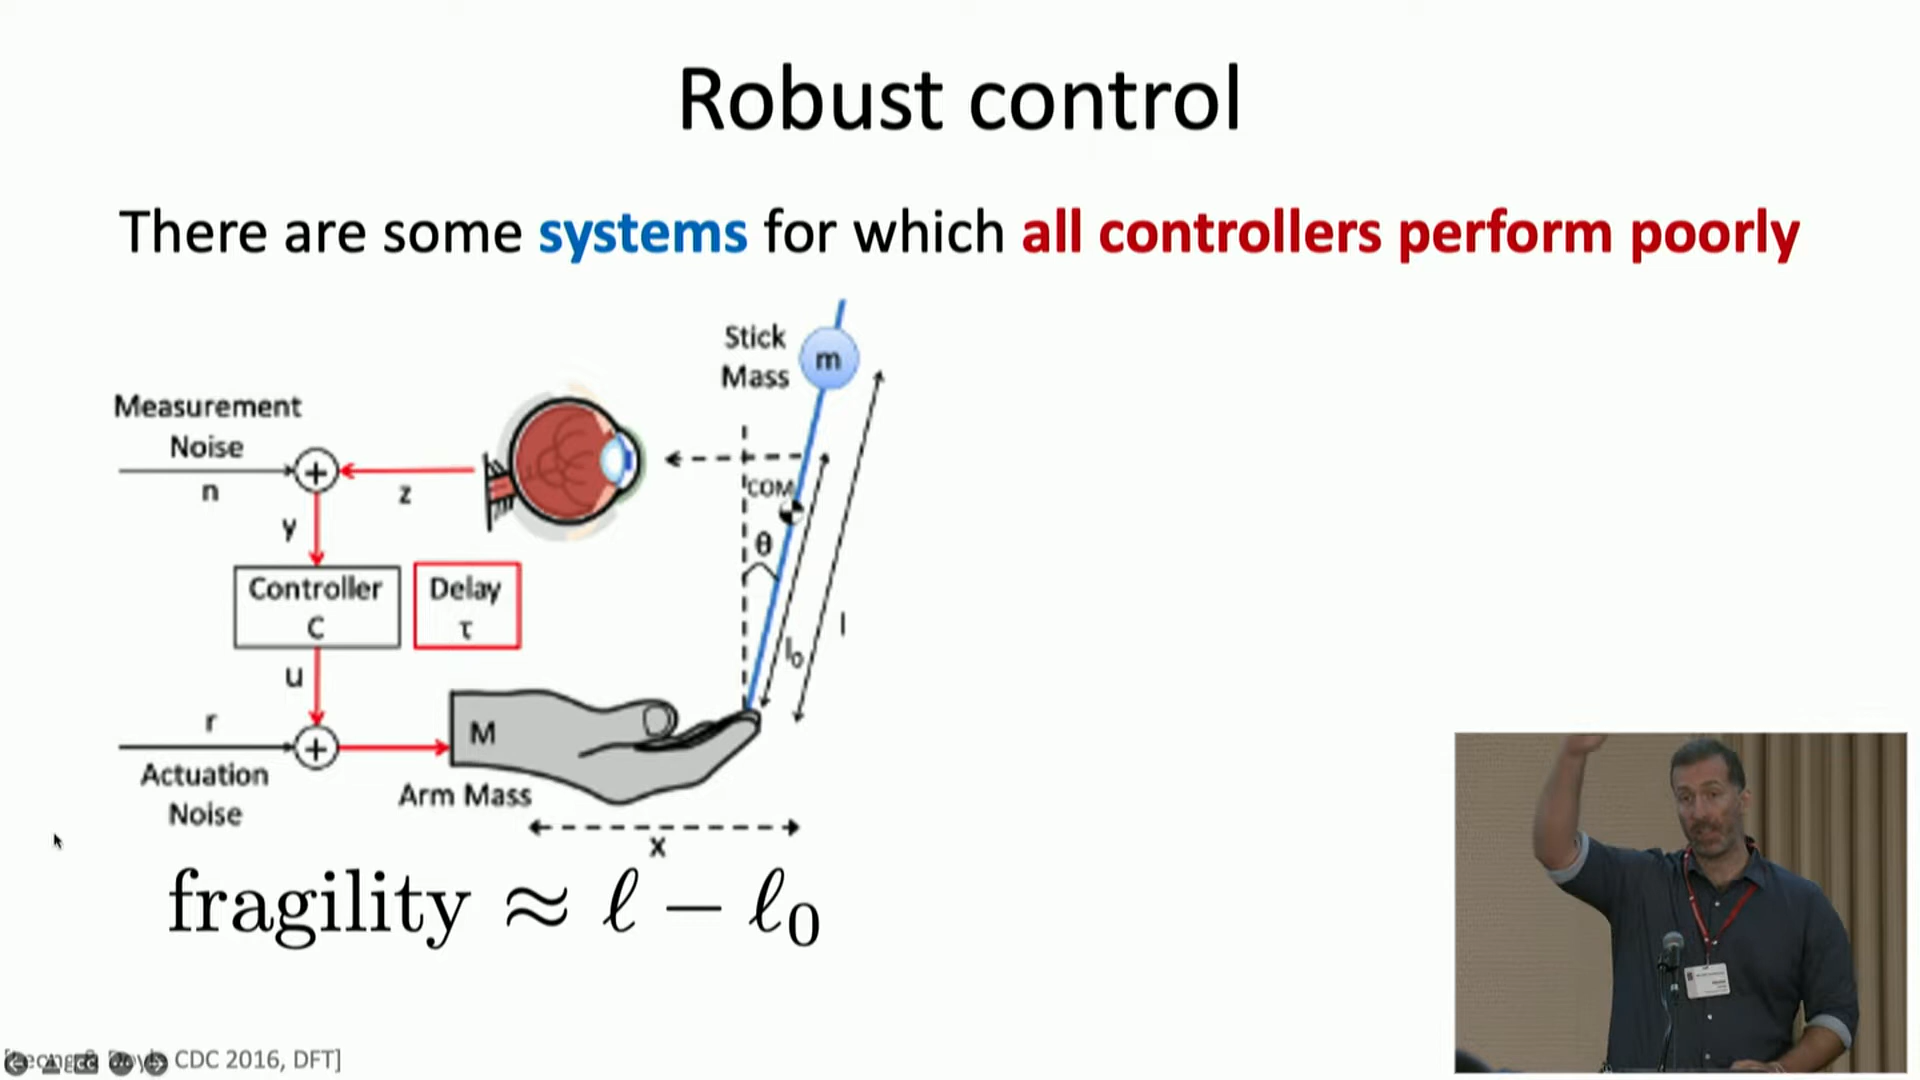 Robust control
There are some systems for which all controllers perform poorly
Stick
Mass
m
Measurement
Noise
n
z
y
COM
θ
Controller
C
Delay
τ
l₀
l
u
r
M
Actuation
Noise
Arm Mass
x
fragility ≈ ℓ − ℓ₀
CDC 2016, DFT]